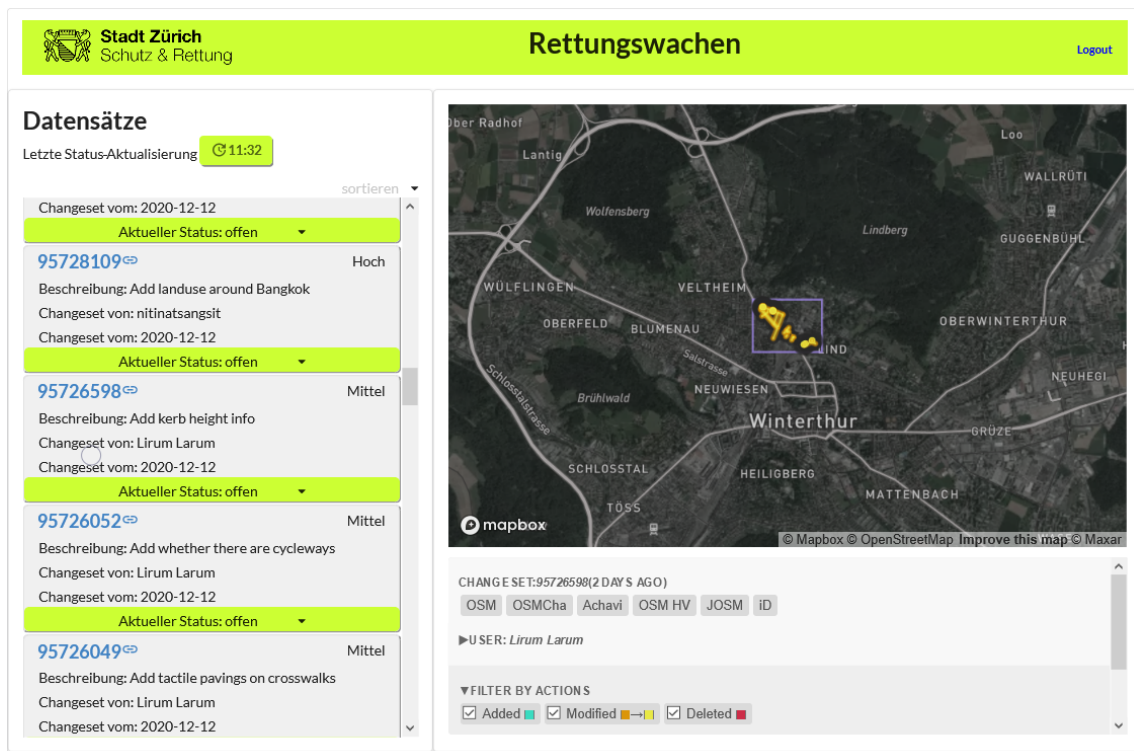 Stadt Zürich
Schutz & Rettung
Rettungswachen
Logout
Datensätze
Letzte Status-Aktualisierung 11:32
sortieren
Changeset vom: 2020-12-12
Aktueller Status: offen
95728109 Hoch
Beschreibung: Add landuse around Bangkok
Changeset von: nitinatsangsit
Changeset vom: 2020-12-12
Aktueller Status: offen
95726598 Mittel
Beschreibung: Add kerb height info
Changeset von: Lirum Larum
Changeset vom: 2020-12-12
Aktueller Status: offen
95726052 Mittel
Beschreibung: Add whether there are cycleways
Changeset von: Lirum Larum
Changeset vom: 2020-12-12
Aktueller Status: offen
95726049 Mittel
Beschreibung: Add tactile pavings on crosswalks
Changeset von: Lirum Larum
Changeset vom: 2020-12-12
Ober Radhof
Loo
Lantig
WALLRÜTI
Wolfensberg
Lindberg
GUGGENBÜHL
WÜLFLINGEN
VELTHEIM
OBERFELD
BLUMENAU
OBERWINTERTHUR
LIND
Salstrasse
Schlosstalstrasse
NEUHEGI
NEUWIESEN
Brühlwald
Winterthur
GRÜZE
SCHLOSSTAL
HEILIGBERG
MATTENBACH
TÖSS
mapbox
© Mapbox © OpenStreetMap Improve this map © Maxar
CHANGESET:95726598(2 DAYS AGO)
OSM OSMCha Achavi OSM HV JOSM iD
▶USER: Lirum Larum
▼FILTER BY ACTIONS
Added Modified → Deleted